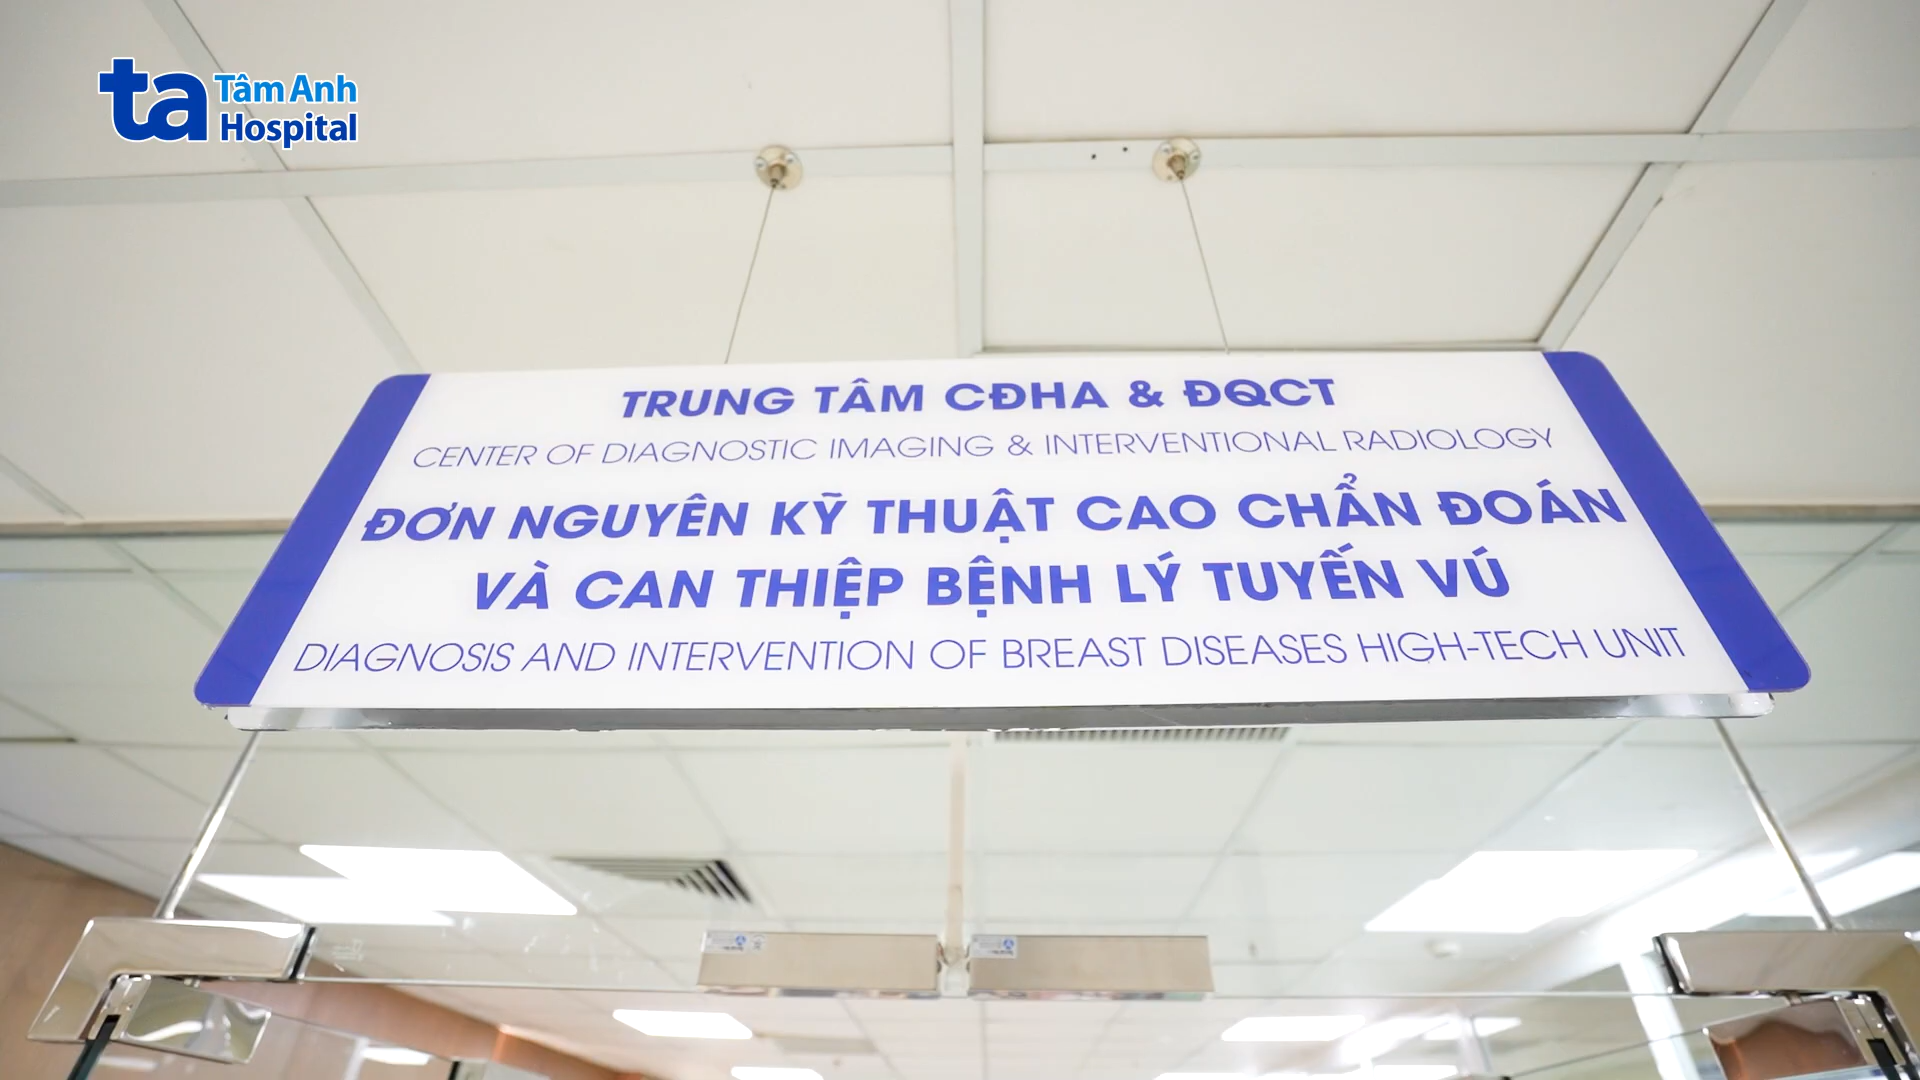 ta Tâm Anh
Hospital
TRUNG TÂM CĐHA & ĐQCT
CENTER OF DIAGNOSTIC IMAGING & INTERVENTIONAL RADIOLOGY
ĐƠN NGUYÊN KỸ THUẬT CAO CHẨN ĐOÁN
VÀ CAN THIỆP BỆNH LÝ TUYẾN VÚ
DIAGNOSIS AND INTERVENTION OF BREAST DISEASES HIGH-TECH UNIT